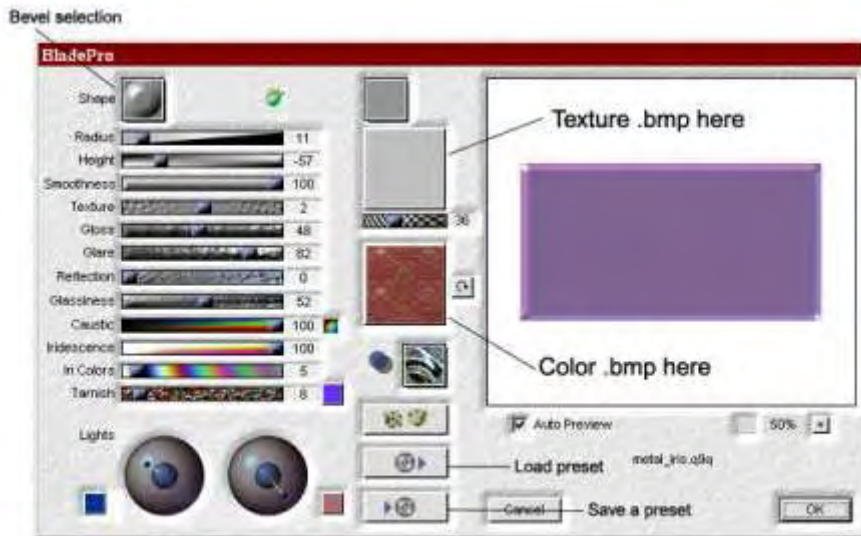 Bevel selection
BladePro
Shape
Radius 11
Height -57
Smoothness 100
Texture 2
Gloss 48
Glare 82
Reflection 0
Glassiness 52
Caustic 100
Iridescence 100
Iri Colors 5
Tarnish 8
Lights
36
Texture .bmp here
Color .bmp here
Auto Preview
50%
Load preset
metal_iris.q9q
Cancel
Save a preset
OK